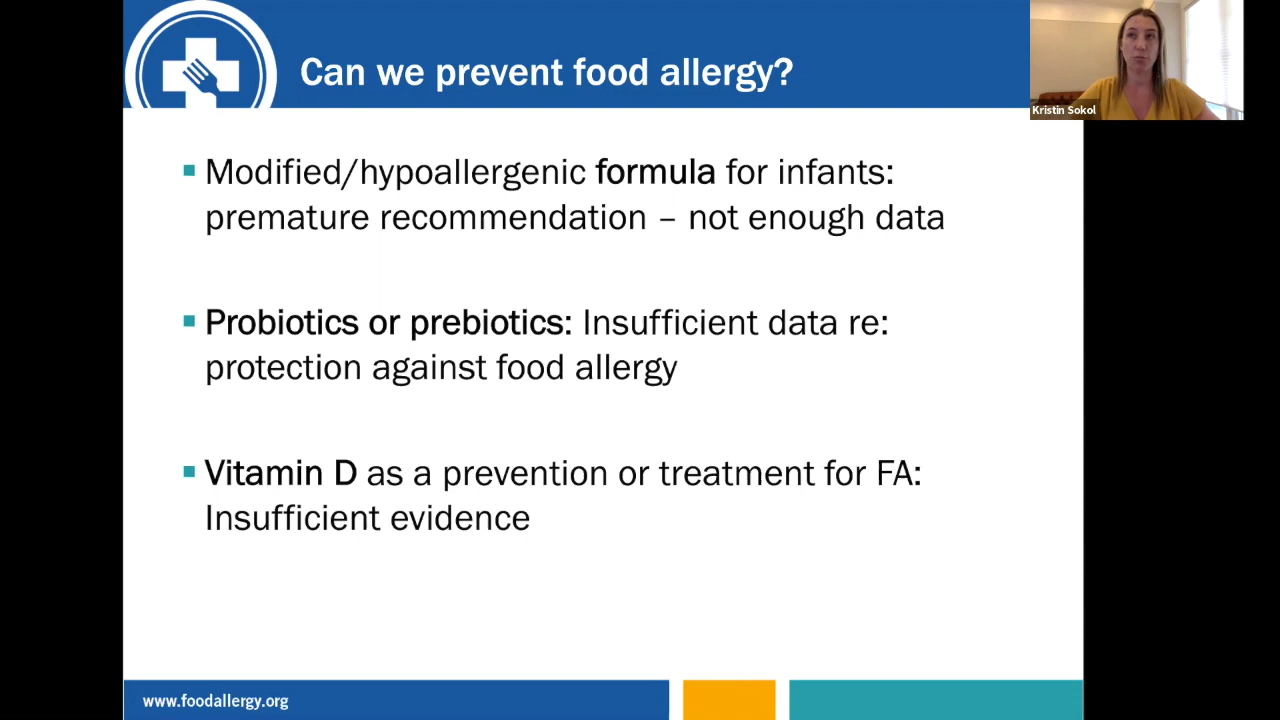 Can we prevent food allergy?
Kristin Sokol
▪ Modified/hypoallergenic formula for infants:
premature recommendation – not enough data
▪ Probiotics or prebiotics: Insufficient data re:
protection against food allergy
▪ Vitamin D as a prevention or treatment for FA:
Insufficient evidence
www.foodallergy.org